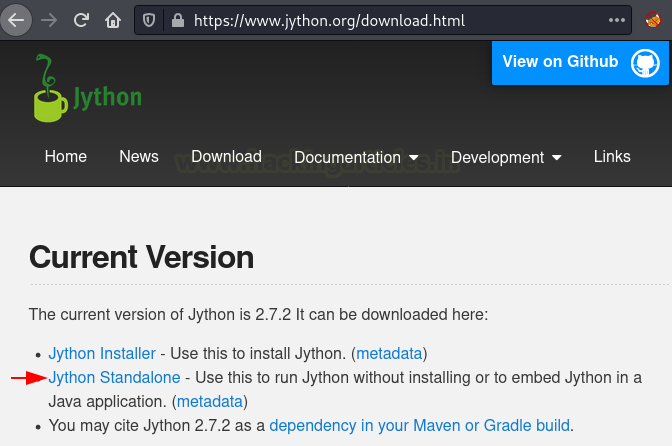 https://www.jython.org/download.html
View on Github
Jython
Home News Download Documentation Development Links
www.hackingarticles.in
Current Version
The current version of Jython is 2.7.2 It can be downloaded here:
• Jython Installer - Use this to install Jython. (metadata)
• Jython Standalone - Use this to run Jython without installing or to embed Jython in a
Java application. (metadata)
• You may cite Jython 2.7.2 as a dependency in your Maven or Gradle build.